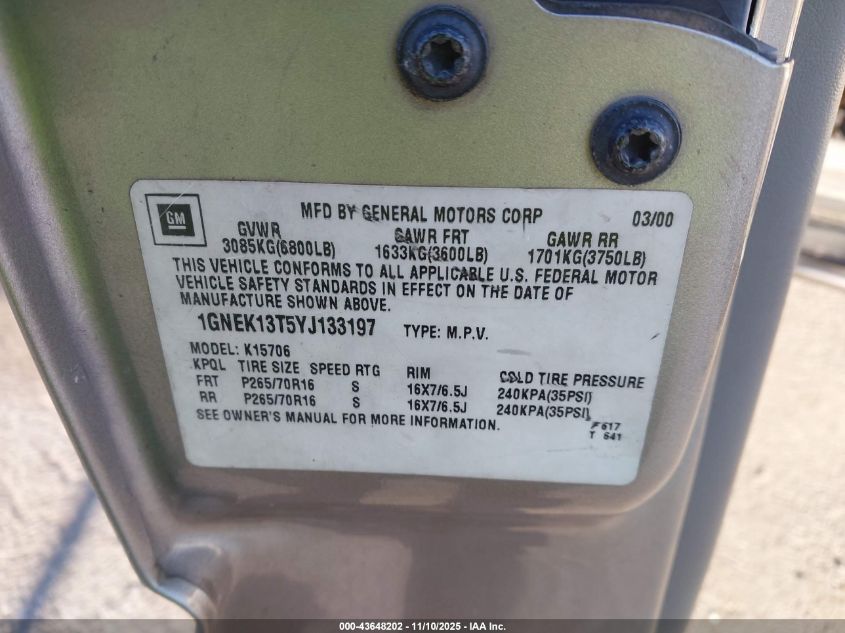 GM
MFD BY GENERAL MOTORS CORP 03/00
GVWR GAWR FRT GAWR RR
3085KG(6800LB) 1633KG(3600LB) 1701KG(3750LB)
THIS VEHICLE CONFORMS TO ALL APPLICABLE U.S. FEDERAL MOTOR
VEHICLE SAFETY STANDARDS IN EFFECT ON THE DATE OF
MANUFACTURE SHOWN ABOVE.
1GNEK13T5YJ133197 TYPE: M.P.V.
MODEL: K15706
KPQL TIRE SIZE SPEED RTG RIM COLD TIRE PRESSURE
FRT P265/70R16 S 16X7/6.5J 240KPA(35PSI)
RR P265/70R16 S 16X7/6.5J 240KPA(35PSI)
SEE OWNER'S MANUAL FOR MORE INFORMATION.
F 617
T 641
000-43648202 - 11/10/2025 - IAA Inc.